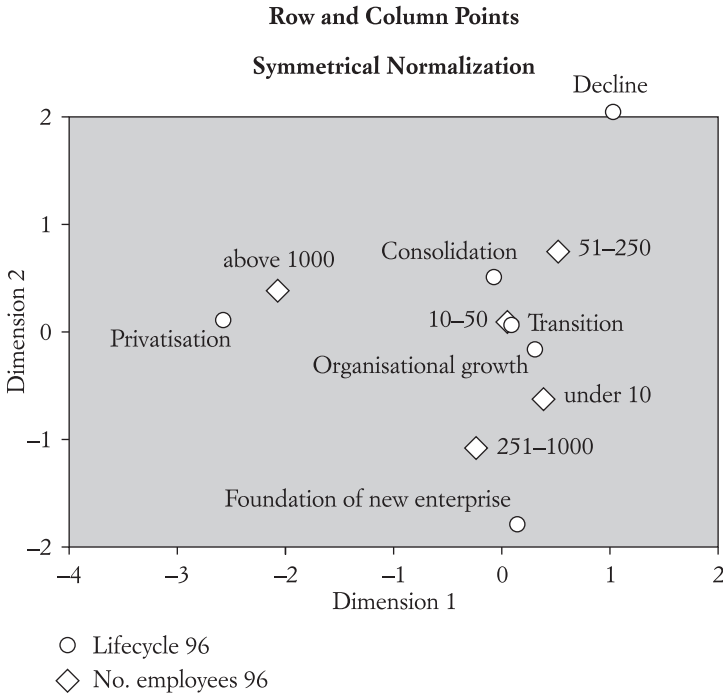 Row and Column Points
Symmetrical Normalization
Decline
2
1
0
–1
–2
Dimension 2
Consolidation
51–250
above 1000
10–50
Transition
Privatisation
Organisational growth
under 10
251–1000
Foundation of new enterprise
–4
–3
–2
–1
0
1
2
Dimension 1
Lifecycle 96
No. employees 96